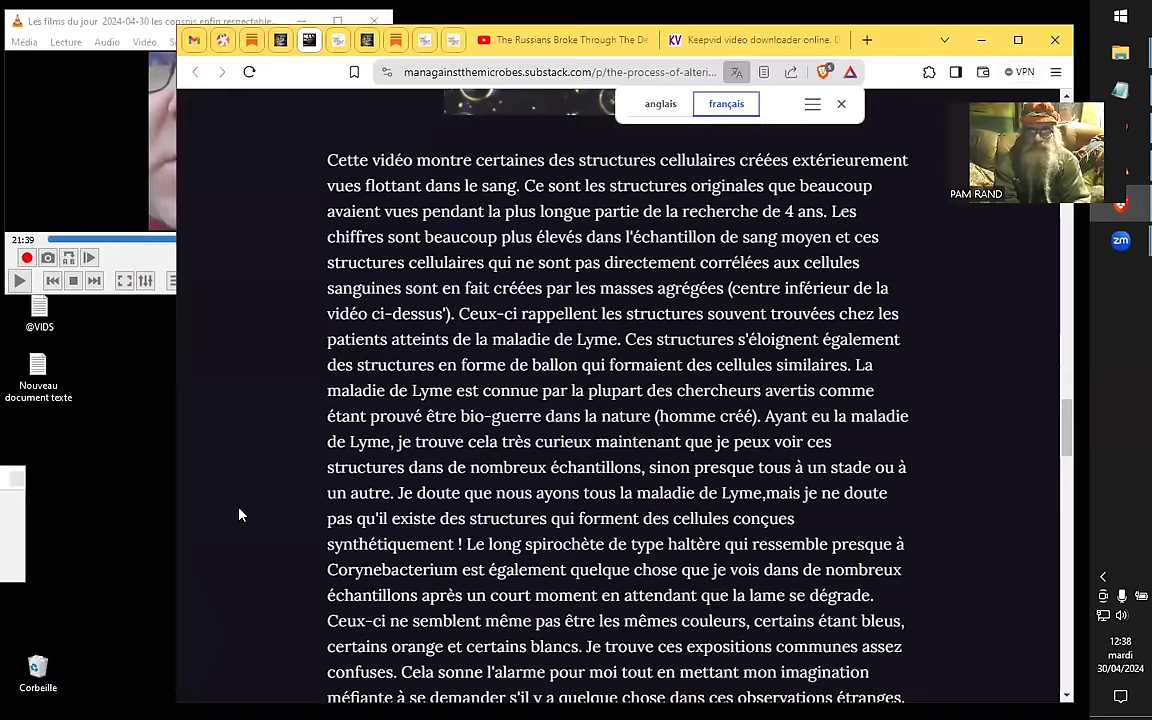 Les films du jour 2024-04-30 les conspis enfin respectable...
Média Lecture Audio Vidéo S
The Russians Broke Through The De
Keepvid video downloader online. D
managainstthemicrobes.substack.com/p/the-process-of-alteri...
VPN
anglais français
Cette vidéo montre certaines des structures cellulaires créées extérieurement
vues flottant dans le sang. Ce sont les structures originales que beaucoup
avaient vues pendant la plus longue partie de la recherche de 4 ans. Les
chiffres sont beaucoup plus élevés dans l'échantillon de sang moyen et ces
structures cellulaires qui ne sont pas directement corrélées aux cellules
sanguines sont en fait créées par les masses agrégées (centre inférieur de la
vidéo ci-dessus'). Ceux-ci rappellent les structures souvent trouvées chez les
patients atteints de la maladie de Lyme. Ces structures s'éloignent également
des structures en forme de ballon qui formaient des cellules similaires. La
maladie de Lyme est connue par la plupart des chercheurs avertis comme
étant prouvé être bio-guerre dans la nature (homme créé). Ayant eu la maladie
de Lyme, je trouve cela très curieux maintenant que je peux voir ces
structures dans de nombreux échantillons, sinon presque tous à un stade ou à
un autre. Je doute que nous ayons tous la maladie de Lyme,mais je ne doute
pas qu'il existe des structures qui forment des cellules conçues
synthétiquement ! Le long spirochète de type haltère qui ressemble presque à
Corynebacterium est également quelque chose que je vois dans de nombreux
échantillons après un court moment en attendant que la lame se dégrade.
Ceux-ci ne semblent même pas être les mêmes couleurs, certains étant bleus,
certains orange et certains blancs. Je trouve ces expositions communes assez
confuses. Cela sonne l'alarme pour moi tout en mettant mon imagination
méfiante à se demander s'il y a quelque chose dans ces observations étranges.
PAM RAND
21:39
@VIDS
Nouveau
document texte
Corbeille
zm
12:38
mardi
30/04/2024